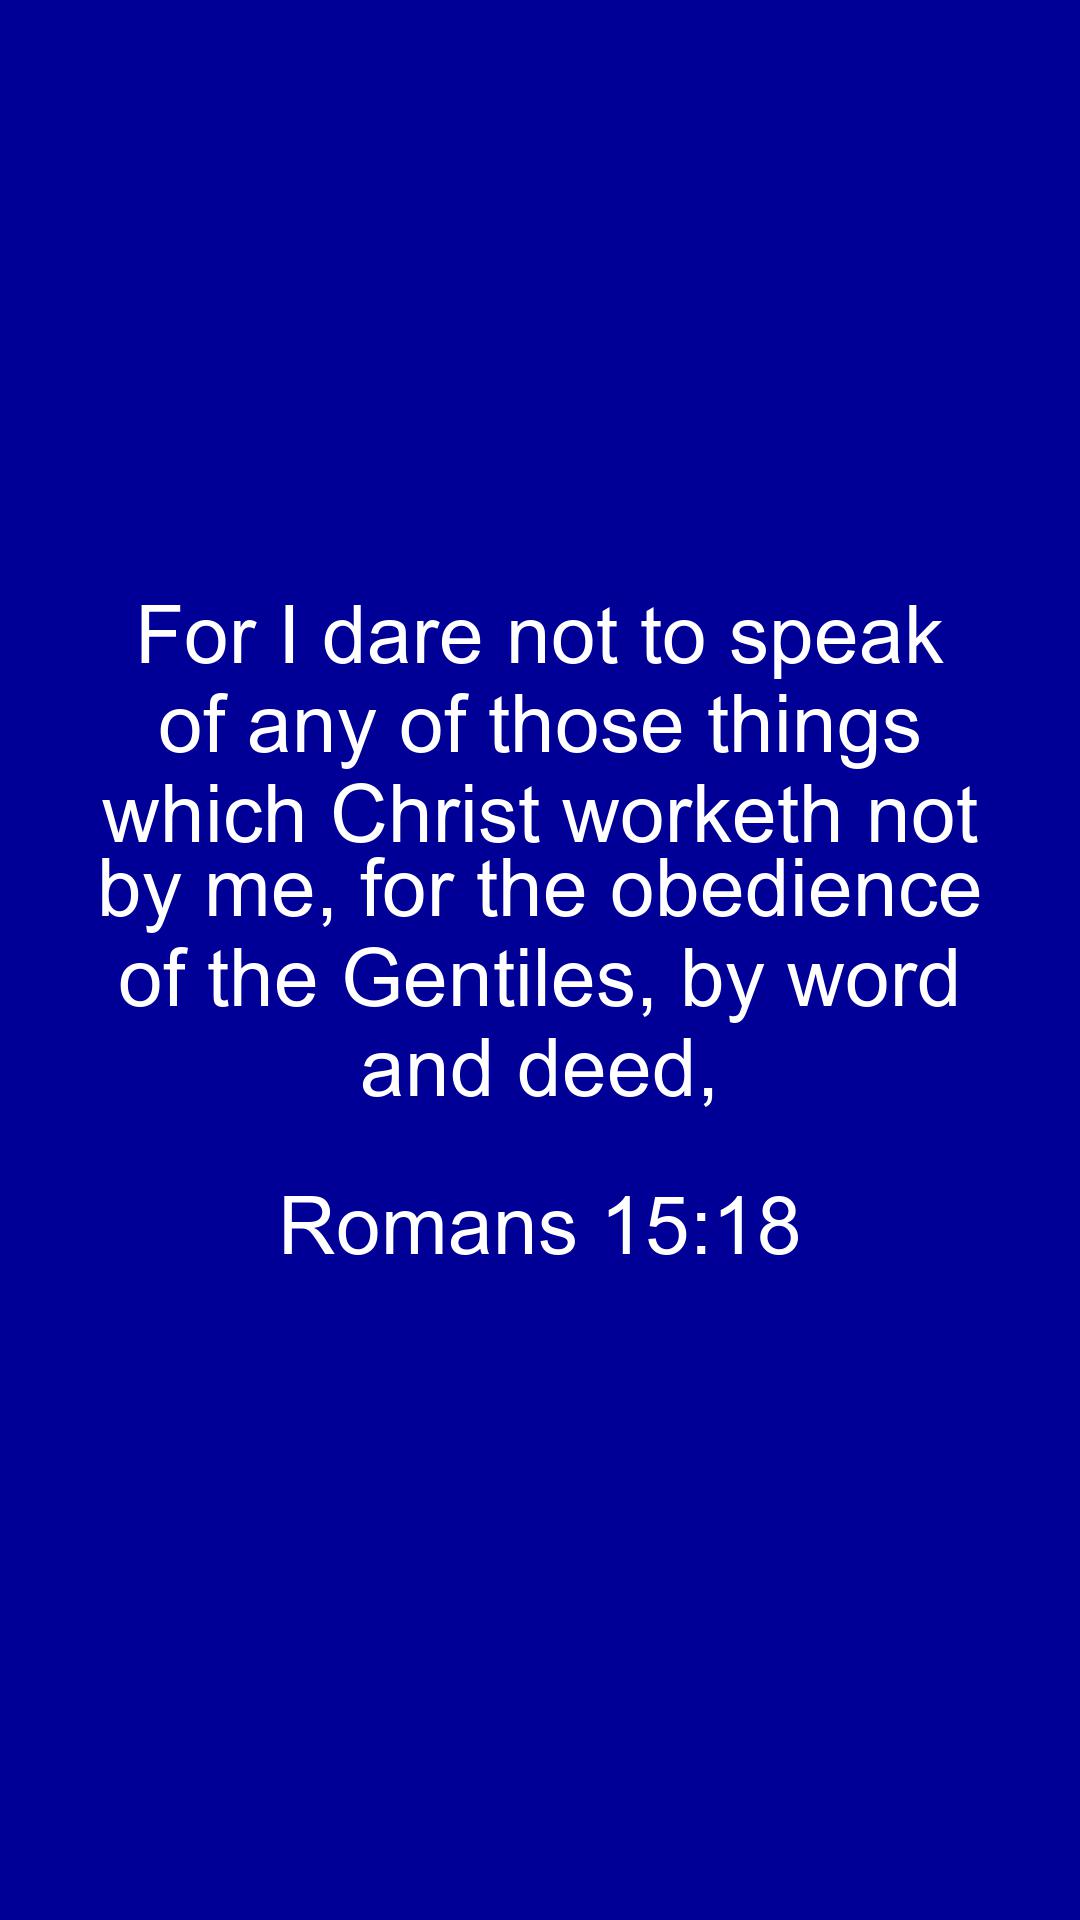 For I dare not to speak
of any of those things
which Christ worketh not
by me, for the obedience
of the Gentiles, by word
and deed,
Romans 15:18